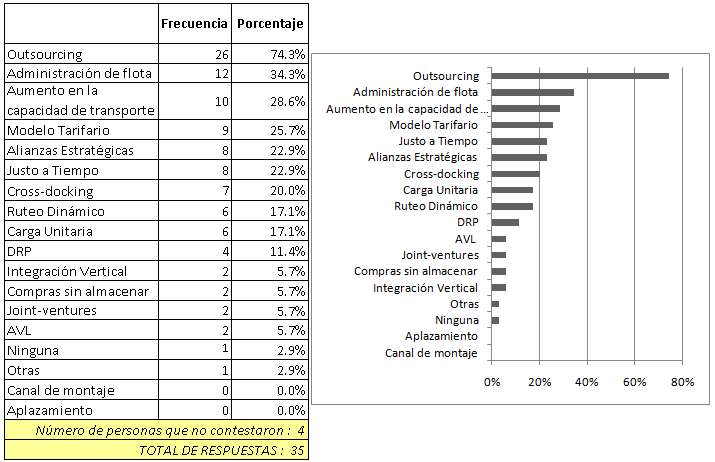 Frecuencia Porcentaje
Outsourcing 26 74.3%
Administración de flota 12 34.3%
Aumento en la
capacidad de transporte 10 28.6%
Modelo Tarifario 9 25.7%
Alianzas Estratégicas 8 22.9%
Justo a Tiempo 8 22.9%
Cross-docking 7 20.0%
Ruteo Dinámico 6 17.1%
Carga Unitaria 6 17.1%
DRP 4 11.4%
Integración Vertical 2 5.7%
Compras sin almacenar 2 5.7%
Joint-ventures 2 5.7%
AVL 2 5.7%
Ninguna 1 2.9%
Otras 1 2.9%
Canal de montaje 0 0.0%
Aplazamiento 0 0.0%
Número de personas que no contestaron : 4
TOTAL DE RESPUESTAS : 35
Outsourcing
Administración de flota
Aumento en la capacidad de...
Modelo Tarifario
Justo a Tiempo
Alianzas Estratégicas
Cross-docking
Carga Unitaria
Ruteo Dinámico
DRP
AVL
Joint-ventures
Compras sin almacenar
Integración Vertical
Otras
Ninguna
Aplazamiento
Canal de montaje
0% 20% 40% 60% 80%